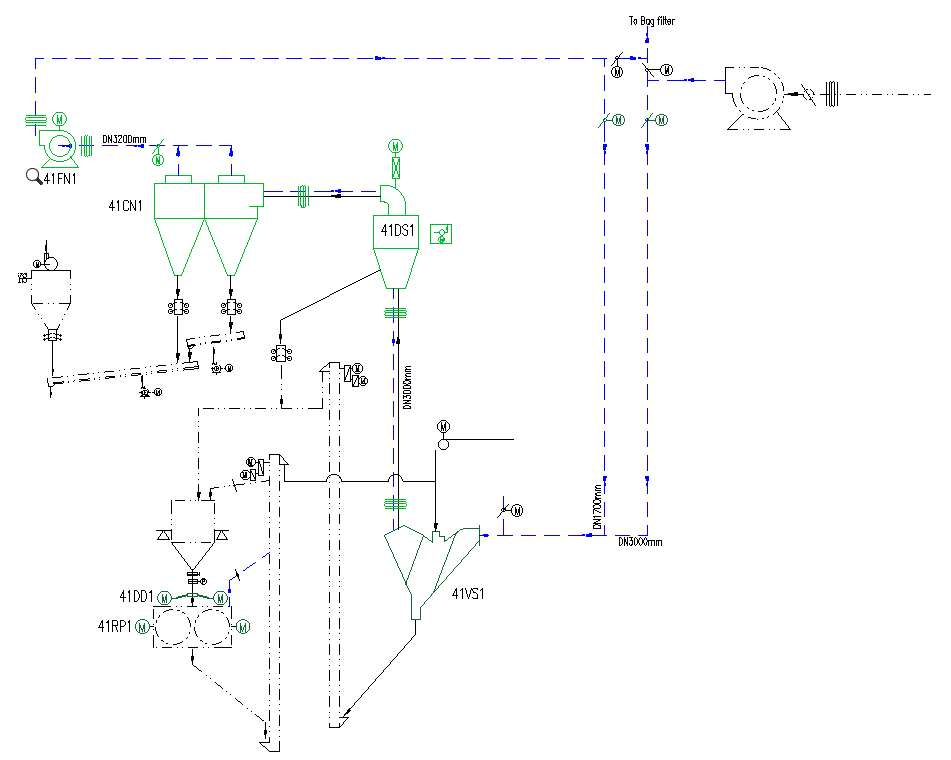 To Bag filter
M
M
M
DN3200mm
M
M
M
M
41FN1
41CN1
41DS1
M
M
M
M
DN3000mm
M
M
M
M
M
DN1700mm
DN3000mm
41DD1
M
M
41VS1
41RP1
M
M